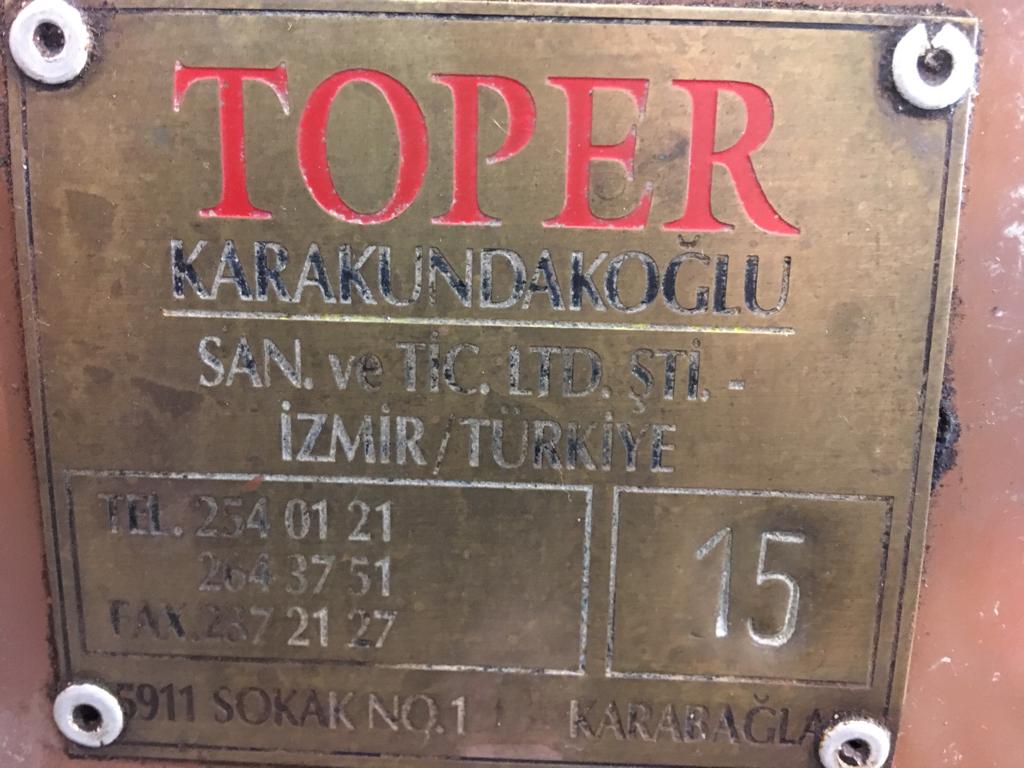 TOPER
KARAKUNDAKOĞLU
SAN. ve TİC. LTD. ŞTİ. -
İZMİR/TÜRKİYE
TEL. 254 01 21
264 37 51
FAX. 237 21 27
15
5911 SOKAK NO.1 KARABAĞLA